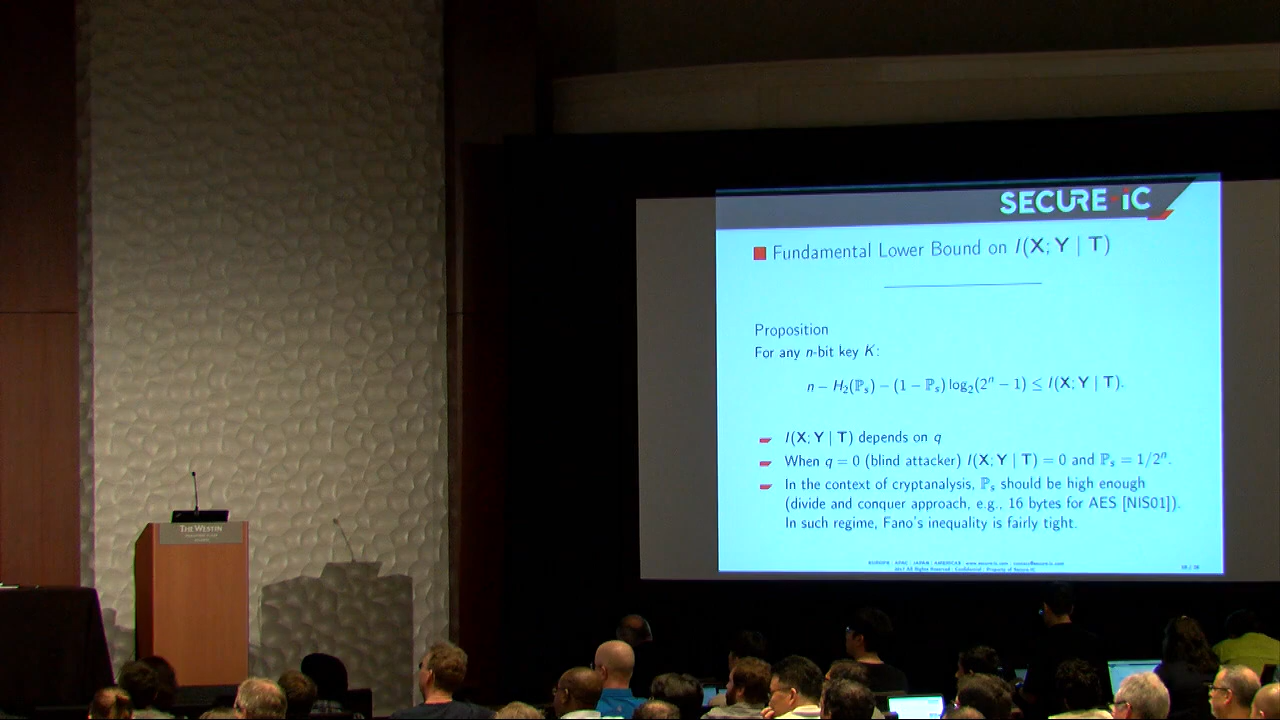 SECURE-IC
Fundamental Lower Bound on I(X; Y | T)
Proposition
For any n-bit key K:
n − H₂(ℙₛ) − (1 − ℙₛ) log₂(2ⁿ − 1) ≤ I(X; Y | T).
I(X; Y | T) depends on q
When q = 0 (blind attacker) I(X; Y | T) = 0 and ℙₛ = 1/2ⁿ.
In the context of cryptanalysis, ℙₛ should be high enough
(divide and conquer approach, e.g., 16 bytes for AES [NIS01]).
In such regime, Fano's inequality is fairly tight.
THE WESTIN